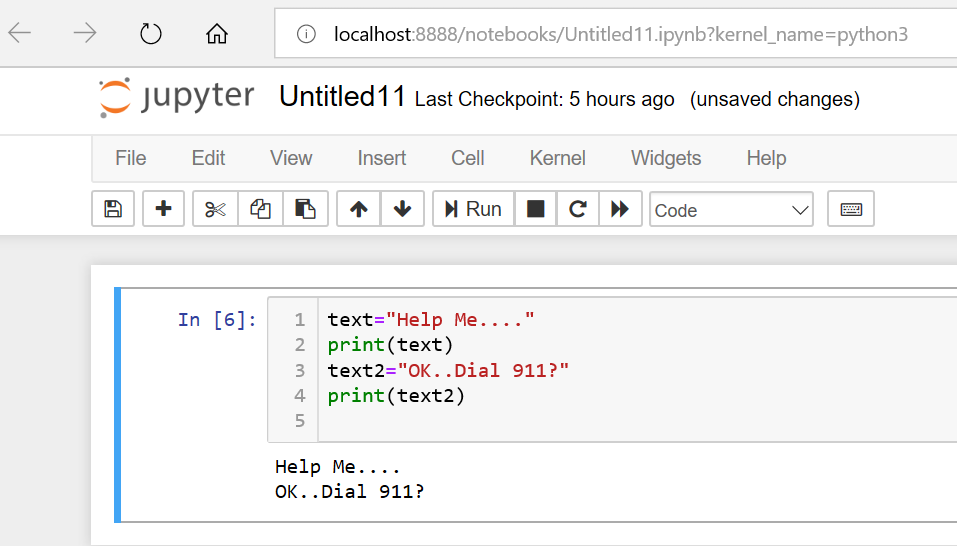 localhost:8888/notebooks/Untitled11.ipynb?kernel_name=python3
jupyter Untitled11 Last Checkpoint: 5 hours ago (unsaved changes)
File Edit View Insert Cell Kernel Widgets Help
Run Code
In [6]:
1 text="Help Me...."
2 print(text)
3 text2="OK..Dial 911?"
4 print(text2)
5
Help Me....
OK..Dial 911?